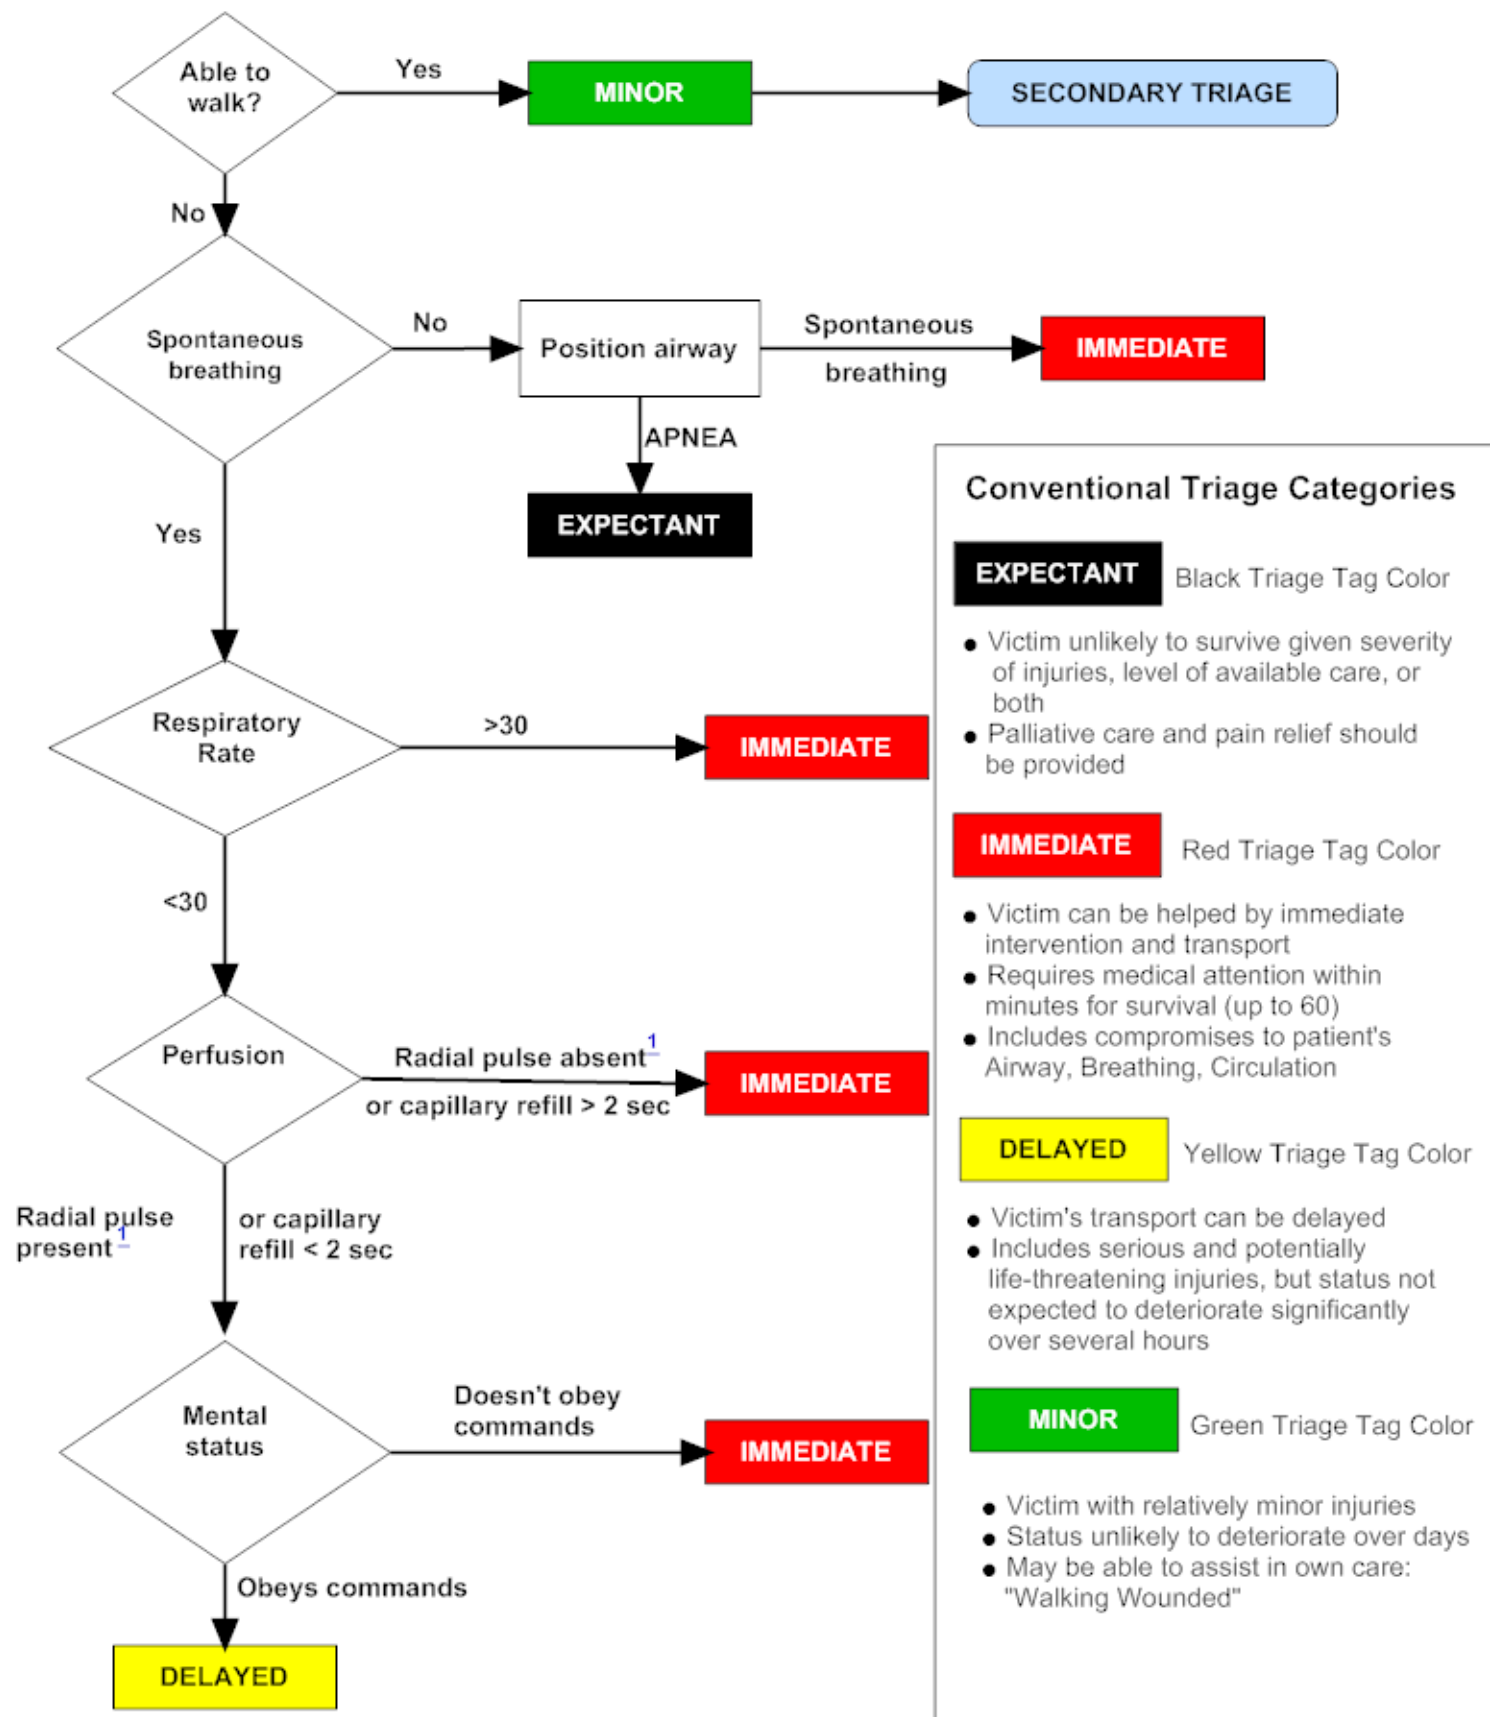 Able to
walk?
Yes
MINOR
SECONDARY TRIAGE
No
Spontaneous
breathing
No
Position airway
Spontaneous
breathing
IMMEDIATE
APNEA
EXPECTANT
Yes
Respiratory
Rate
>30
IMMEDIATE
<30
Perfusion
Radial pulse absent 1
or capillary refill > 2 sec
IMMEDIATE
Radial pulse
present 1
or capillary
refill < 2 sec
Mental
status
Doesn't obey
commands
IMMEDIATE
Obeys commands
DELAYED
Conventional Triage Categories
EXPECTANT Black Triage Tag Color
● Victim unlikely to survive given severity
of injuries, level of available care, or
both
● Palliative care and pain relief should
be provided
IMMEDIATE Red Triage Tag Color
● Victim can be helped by immediate
intervention and transport
● Requires medical attention within
minutes for survival (up to 60)
● Includes compromises to patient's
Airway, Breathing, Circulation
DELAYED Yellow Triage Tag Color
● Victim's transport can be delayed
● Includes serious and potentially
life-threatening injuries, but status not
expected to deteriorate significantly
over several hours
MINOR Green Triage Tag Color
● Victim with relatively minor injuries
● Status unlikely to deteriorate over days
● May be able to assist in own care:
"Walking Wounded"